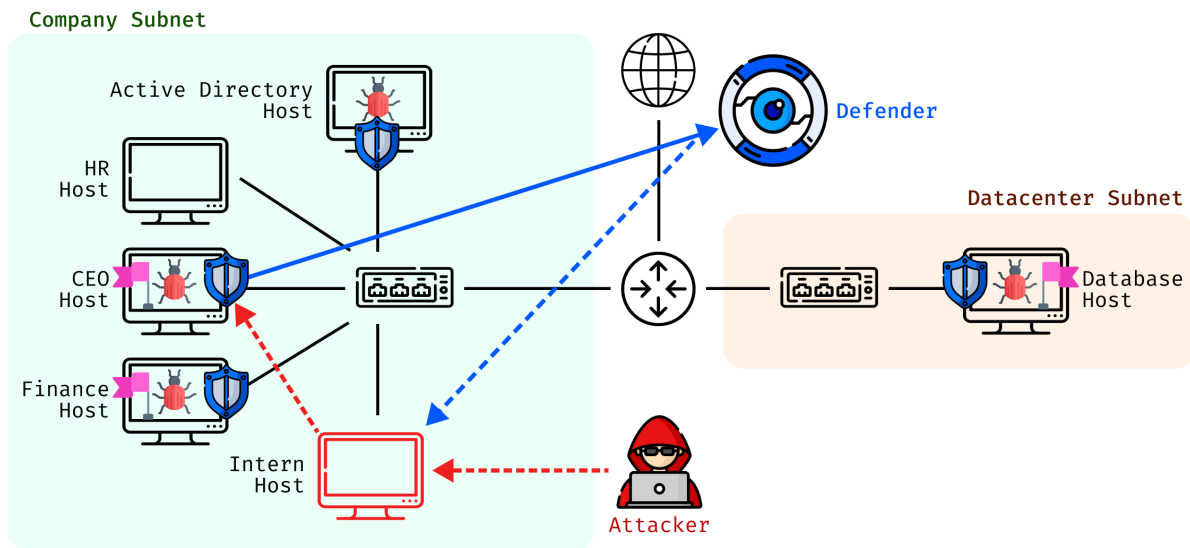 Company Subnet
Active Directory
Host
Defender
HR
Host
Datacenter Subnet
CEO
Host
Database
Host
Finance
Host
Intern
Host
Attacker